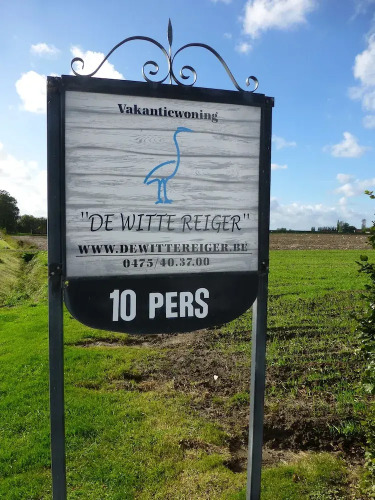 Vakantiewoning
"DE WITTE REIGER"
WWW.DEWITTEREIGER.BE
0475/40.37.00
10 PERS